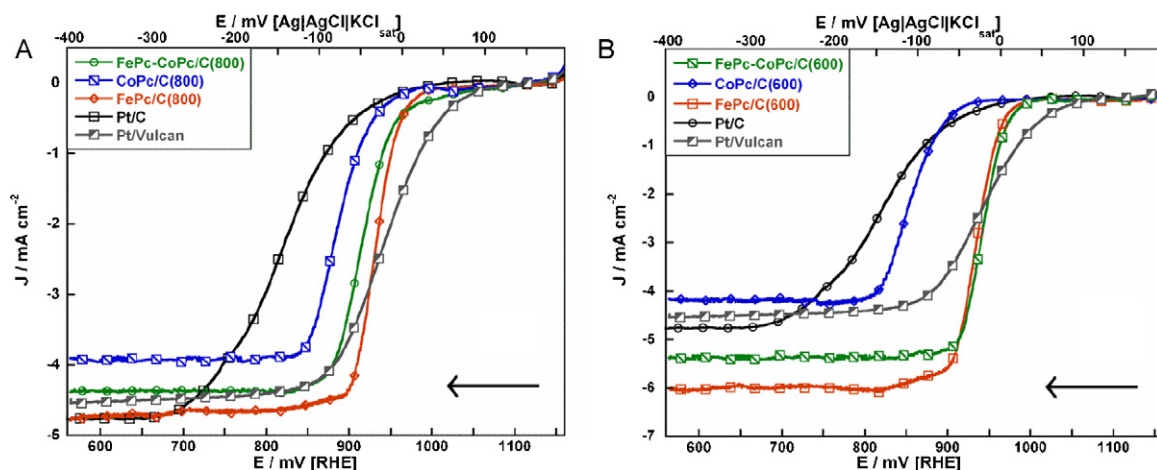 A
E / mV [Ag|AgCl|KCl sat]
-400 -300 -200 -100 0 100
FePc-CoPc/C(800)
CoPc/C(800)
FePc/C(800)
Pt/C
Pt/Vulcan
0
-1
-2
-3
-4
-5
J / mA cm-2
600 700 800 900 1000 1100
E / mV [RHE]
B
E / mV [Ag|AgCl|KCl sat]
-400 -300 -200 -100 0 100
FePc-CoPc/C(600)
CoPc/C(600)
FePc/C(600)
Pt/C
Pt/Vulcan
1
0
-1
-2
-3
-4
-5
-6
-7
J / mA cm-2
600 700 800 900 1000 1100
E / mV [RHE]